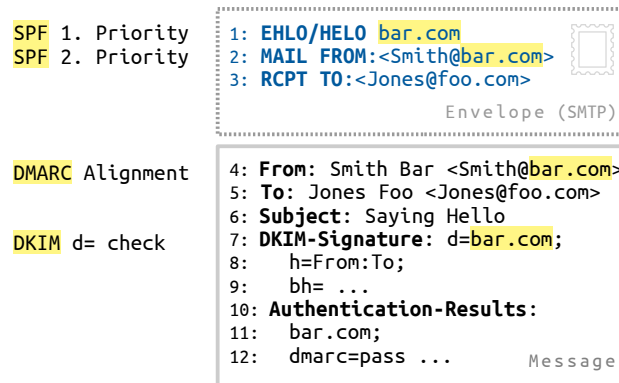 SPF 1. Priority
SPF 2. Priority
1: EHLO/HELO bar.com
2: MAIL FROM:<Smith@bar.com>
3: RCPT TO:<Jones@foo.com>
Envelope (SMTP)
DMARC Alignment
DKIM d= check
4: From: Smith Bar <Smith@bar.com>
5: To: Jones Foo <Jones@foo.com>
6: Subject: Saying Hello
7: DKIM-Signature: d=bar.com;
8: h=From:To;
9: bh= ...
10: Authentication-Results:
11: bar.com;
12: dmarc=pass ...
Message